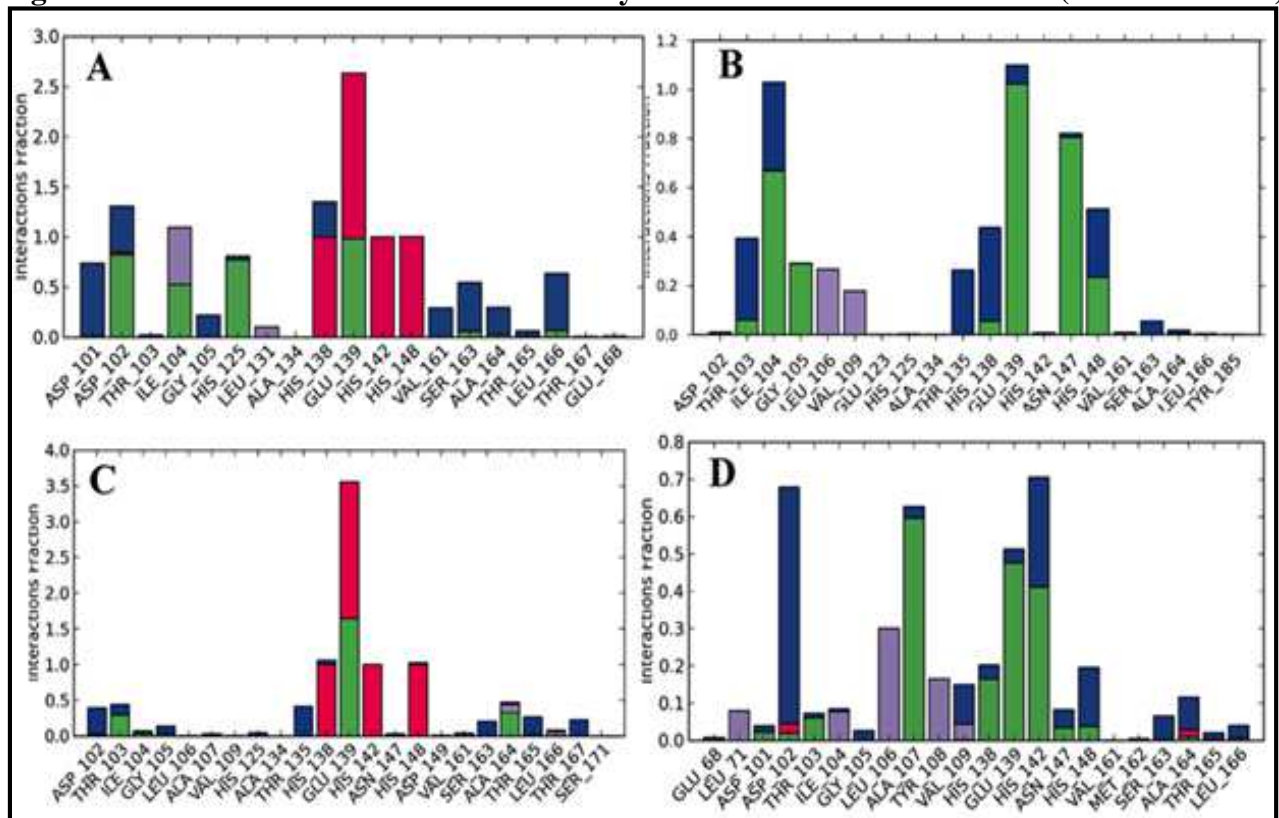 A
Interactions Fraction
3.0
2.5
2.0
1.5
1.0
0.5
0.0
ASP_101
ASP_102
THR_103
ILE_104
GLY_105
HIS_125
LEU_131
ALA_134
HIS_138
GLU_139
HIS_142
HIS_148
VAL_161
SER_163
ALA_164
THR_165
LEU_166
THR_167
GLU_168
B
1.2
1.0
0.8
0.6
0.4
0.2
0.0
ASP_102
THR_103
ILE_104
GLY_105
LEU_106
VAL_109
GLU_123
HIS_125
ALA_134
THR_135
HIS_138
GLU_139
HIS_142
ASN_147
HIS_148
VAL_161
SER_163
ALA_164
LEU_166
TYR_185
C
Interactions Fraction
4.0
3.5
3.0
2.5
2.0
1.5
1.0
0.5
0.0
ASP_102
THR_103
ILE_104
GLY_105
LEU_106
ALA_107
VAL_109
HIS_125
ALA_134
THR_135
HIS_138
GLU_139
HIS_142
ASN_147
HIS_148
ASP_149
VAL_161
SER_163
ALA_164
THR_165
LEU_166
THR_167
SER_171
D
Interactions Fraction
0.8
0.7
0.6
0.5
0.4
0.3
0.2
0.1
0.0
GLU_68
LEU_71
ASP_101
ASP_102
THR_103
ILE_104
GLY_105
LEU_106
ALA_107
TYR_108
VAL_109
HIS_138
GLU_139
HIS_142
ASN_147
HIS_148
VAL_161
MET_162
SER_163
ALA_164
THR_165
LEU_166